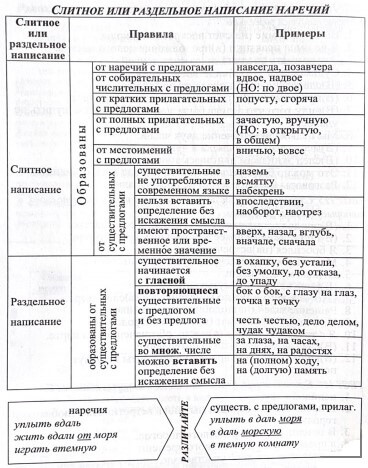 СЛИТНОЕ ИЛИ РАЗДЕЛЬНОЕ НАПИСАНИЕ НАРЕЧИЙ
Слитное
или
раздельное
написание
Правила
Примеры
Слитное
написание
Образованы
от наречий с предлогами
навсегда, позавчера
от собирательных
числительных с предлогами
вдвое, надвое
(НО: по двое)
от кратких прилагательных
с предлогами
попусту, сгоряча
от полных прилагательных
с предлогами
зачастую, вручную
(НО: в открытую,
в общем)
от местоимений
с предлогами
вничью, вовсе
от
существительных
с предлогами
существительные
не употребляются в
современном языке
наземь
всмятку
набекрень
нельзя вставить
определение без
искажения смысла
впоследствии,
наоборот, наотрез
имеют пространст-
венное или вре-
менное значение
вверх, назад, вглубь,
вначале, сначала
Раздельное
написание
образованы от
существительных
с предлогами
существительное
начинается
с гласной
в охапку, без устали,
без умолку, до отказа,
до упаду
повторяющиеся
существительные
с предлогом
и без предлога
бок о бок, с глазу на глаз,
точка в точку
честь честью, дело делом,
чудак чудаком
существительные
во множ. числе
за глаза, на часах,
на днях, на радостях
можно вставить
определение без
искажения смысла
на (полном) ходу,
на (долгую) память
наречия
уплыть вдаль
жить вдали от моря
играть втемную
РАЗЛИЧАЙТЕ
существ. с предлогами, прилаг.
уплыть в даль моря
в даль морскую
в темную комнату